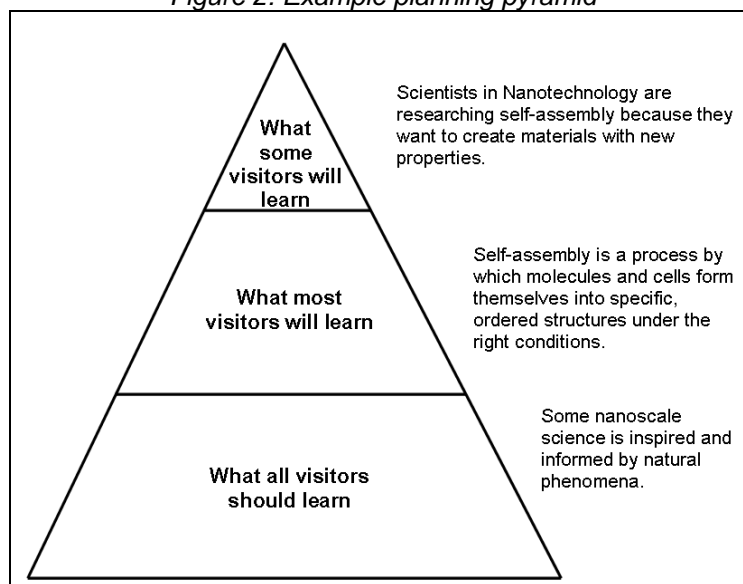 Figure 2: Example planning pyramid
What
some
visitors will
learn
Scientists in Nanotechnology are
researching self-assembly because they
want to create materials with new
properties.
What most
visitors will learn
Self-assembly is a process by
which molecules and cells form
themselves into specific,
ordered structures under the
right conditions.
What all visitors
should learn
Some nanoscale
science is inspired and
informed by natural
phenomena.